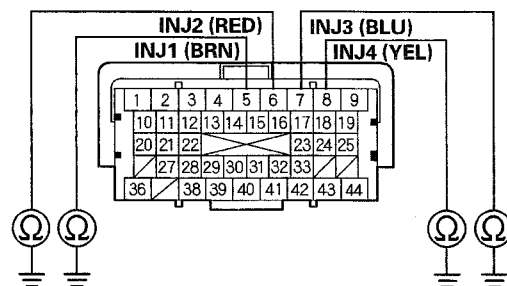 INJ2 (RED) INJ3 (BLU)
INJ1 (BRN) INJ4 (YEL)
1 2 3 4 5 6 7 8 9
10 11 12 13 14 15 16 17 18 19
20 21 22 23 24 25
27 28 29 30 31 32 33
36 38 39 40 41 42 43 44
Ω Ω Ω Ω